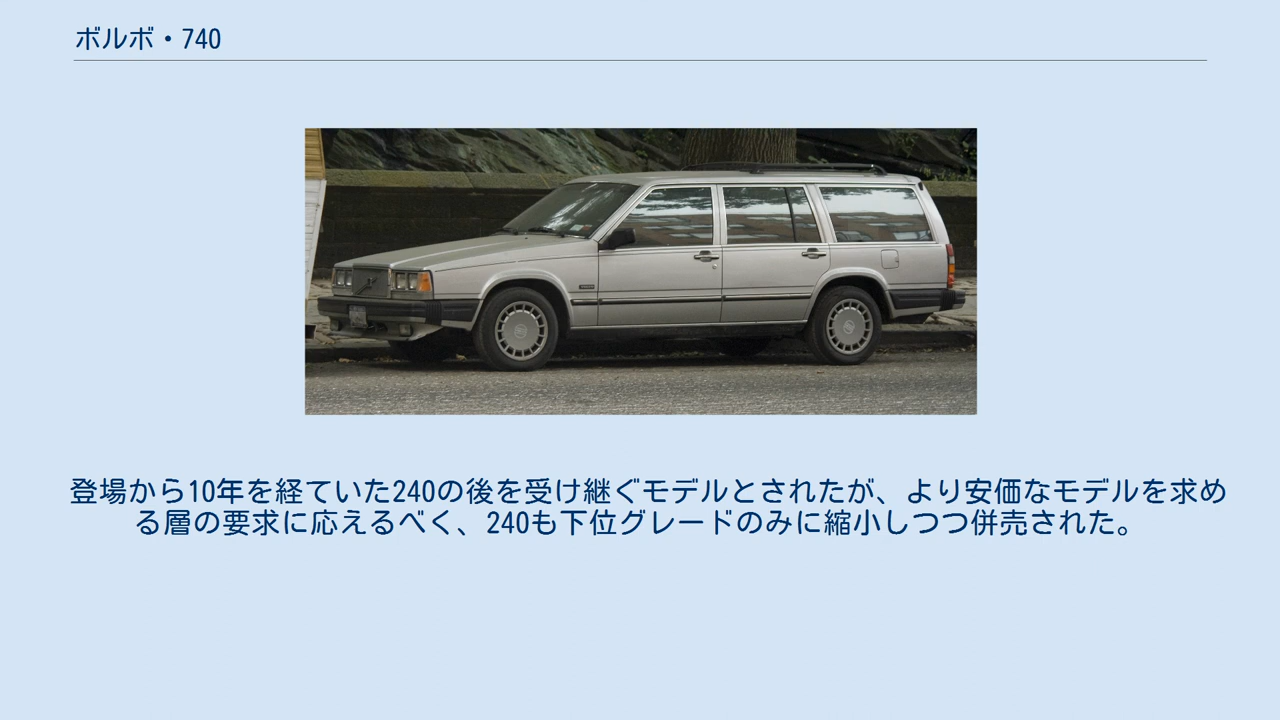 ボルボ・740
登場から10年を経ていた240の後を受け継ぐモデルとされたが、より安価なモデルを求め
る層の要求に応えるべく、240も下位グレードのみに縮小しつつ併売された。